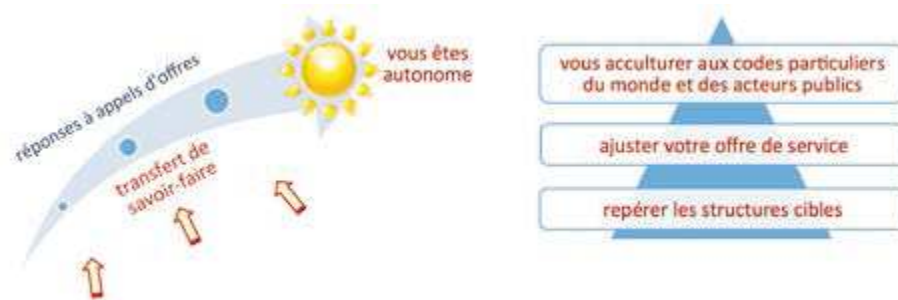 réponses à appels d'offres
transfert de
savoir-faire
vous êtes
autonome
vous acculturer aux codes particuliers
du monde et des acteurs publics
ajuster votre offre de service
repérer les structures cibles